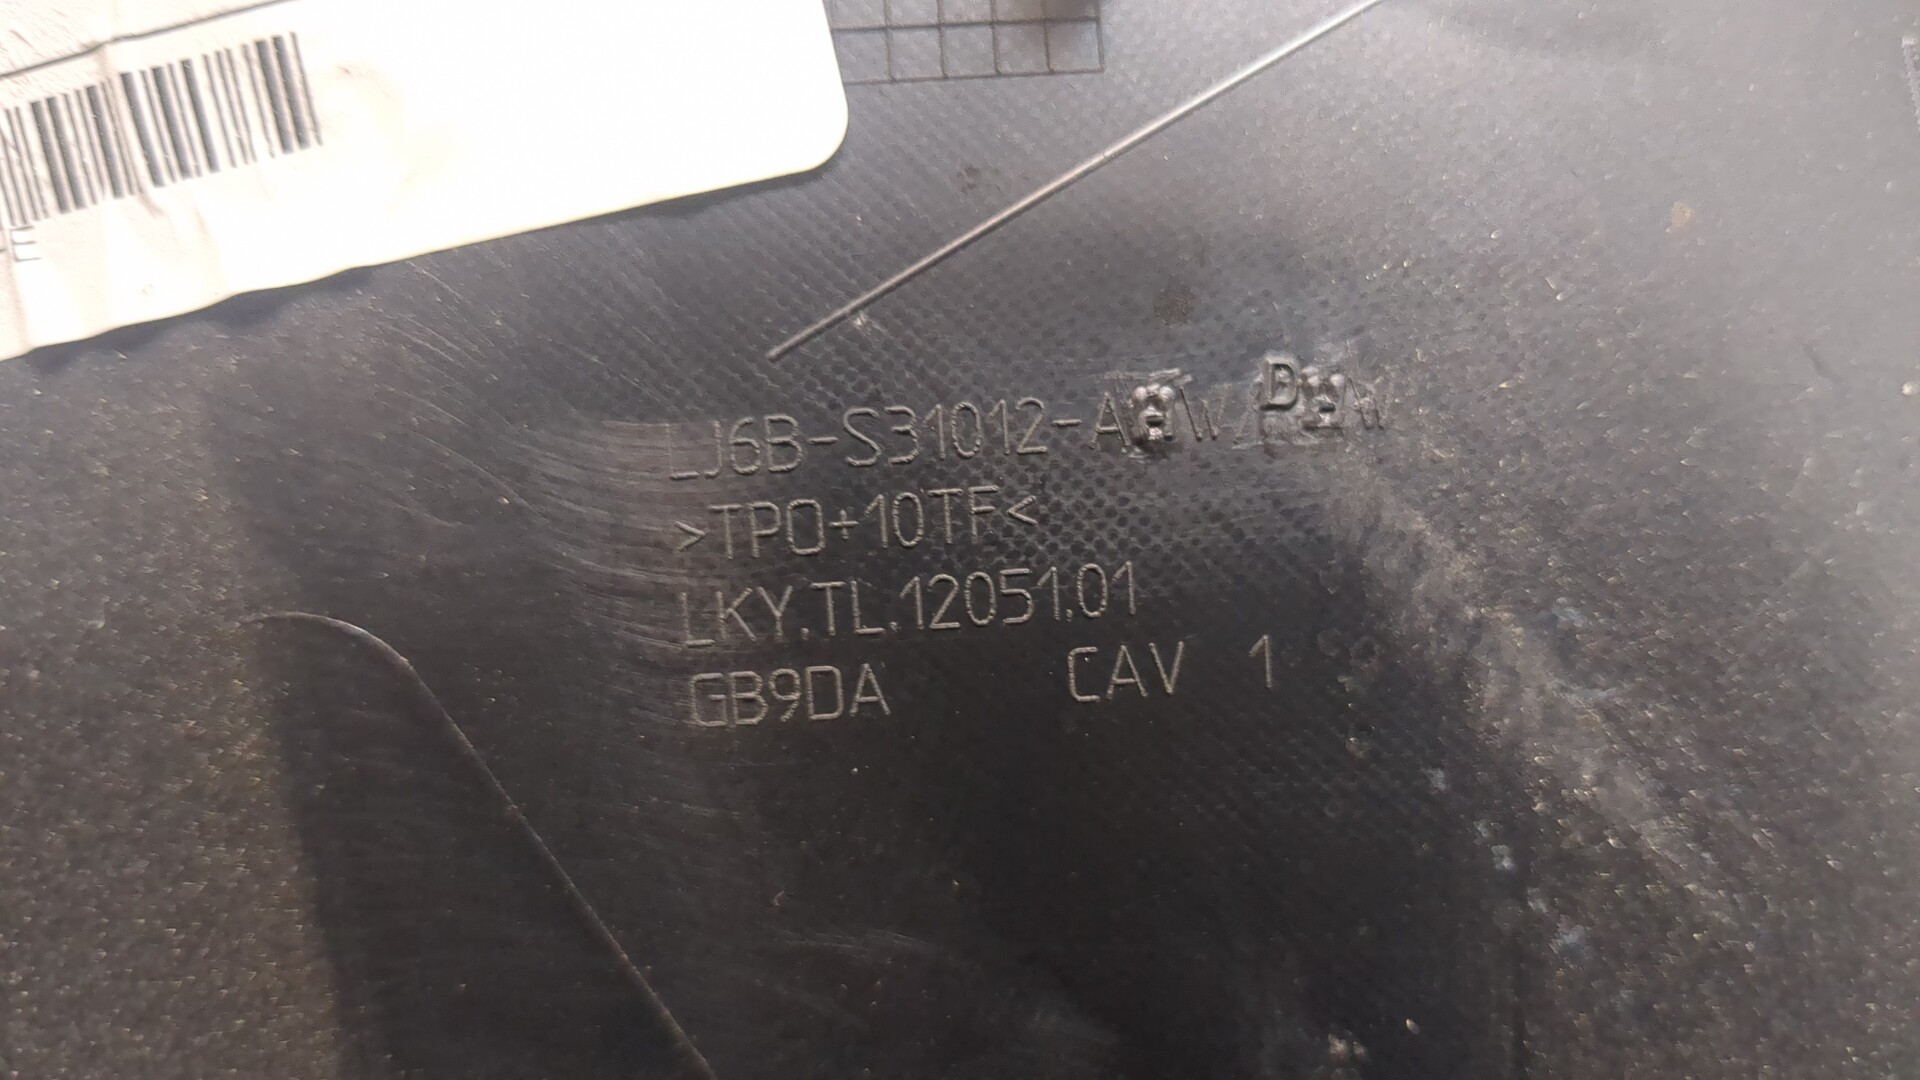 E
LJ6B-S31012-A
>TPO+10TF<
LKY.TL.12051.01
GB9DA CAV 1